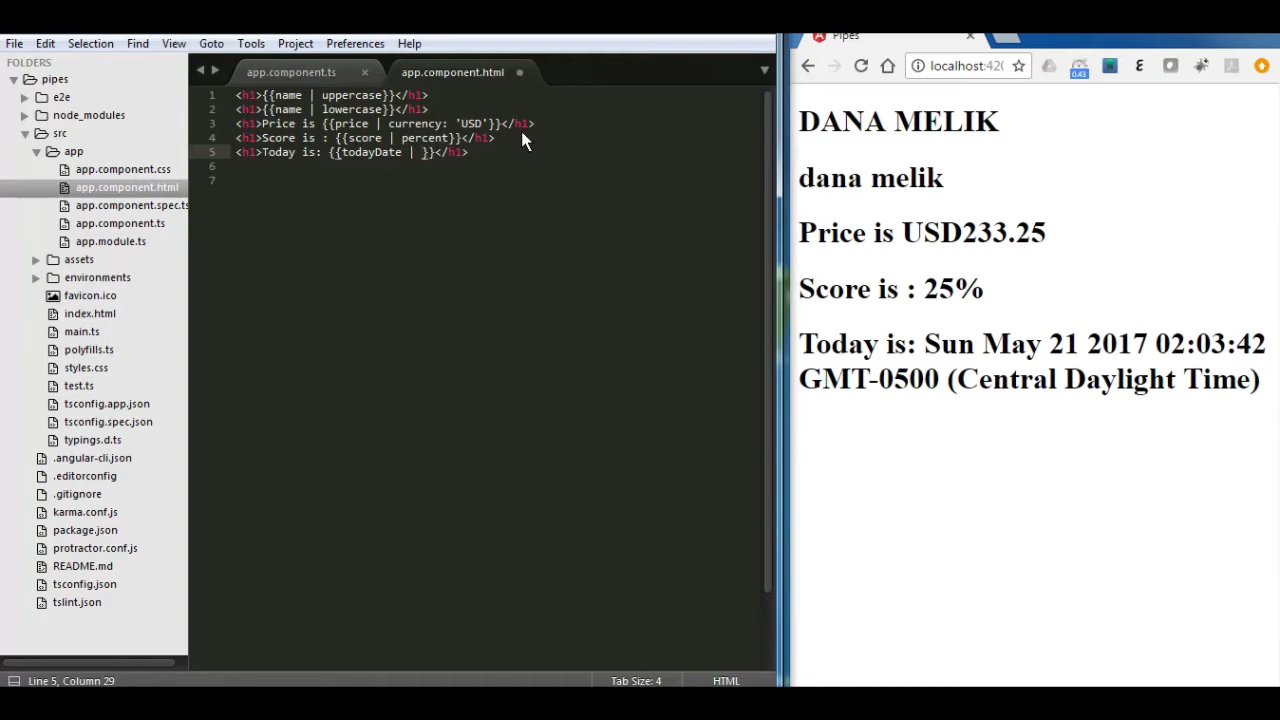 File Edit Selection Find View Goto Tools Project Preferences Help
FOLDERS
pipes
e2e
node_modules
src
app
app.component.css
app.component.html
app.component.spec.ts
app.component.ts
app.module.ts
assets
environments
favicon.ico
index.html
main.ts
polyfills.ts
styles.css
test.ts
tsconfig.app.json
tsconfig.spec.json
typings.d.ts
.angular-cli.json
.editorconfig
.gitignore
karma.conf.js
package.json
protractor.conf.js
README.md
tsconfig.json
tslint.json
app.component.ts × app.component.html
1 <h1>{{name | uppercase}}</h1>
2 <h1>{{name | lowercase}}</h1>
3 <h1>Price is {{price | currency: 'USD'}}</h1>
4 <h1>Score is : {{score | percent}}</h1>
5 <h1>Today is: {{todayDate | }}</h1>
6
7
Line 5, Column 29 Tab Size: 4 HTML
Pipes ×
localhost:420
0.43
DANA MELIK
dana melik
Price is USD233.25
Score is : 25%
Today is: Sun May 21 2017 02:03:42
GMT-0500 (Central Daylight Time)